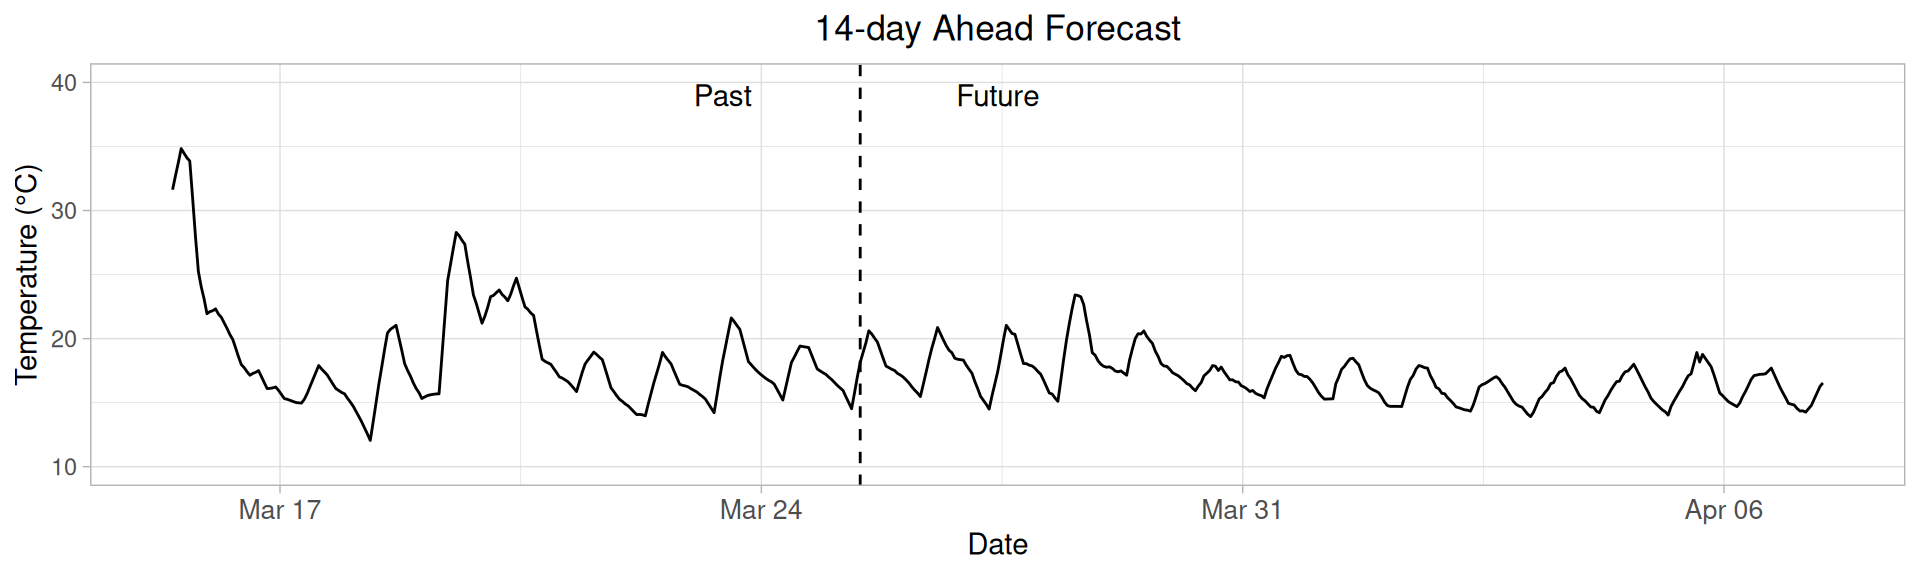 14-day Ahead Forecast
40
30
20
10
Temperature (°C)
Past
Future
Mar 17
Mar 24
Mar 31
Apr 06
Date